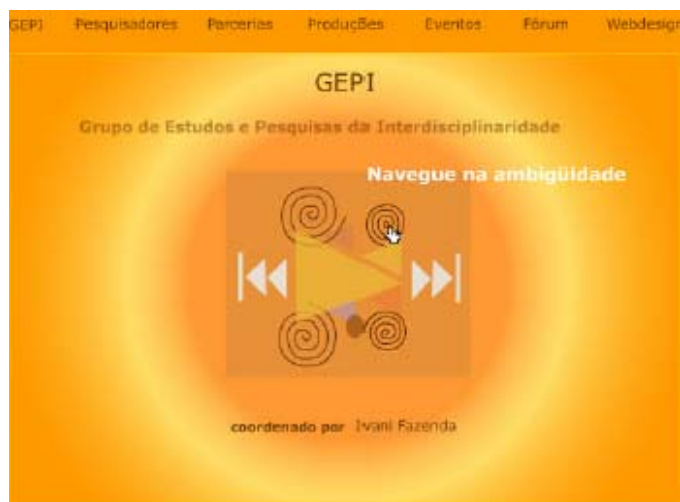 GEPI Pesquisadores Parcerias Produções Eventos Fórum Webdesign
GEPI
Grupo de Estudos e Pesquisas da Interdisciplinaridade
Navegue na ambigüidade
coordenado por Ivani Fazenda